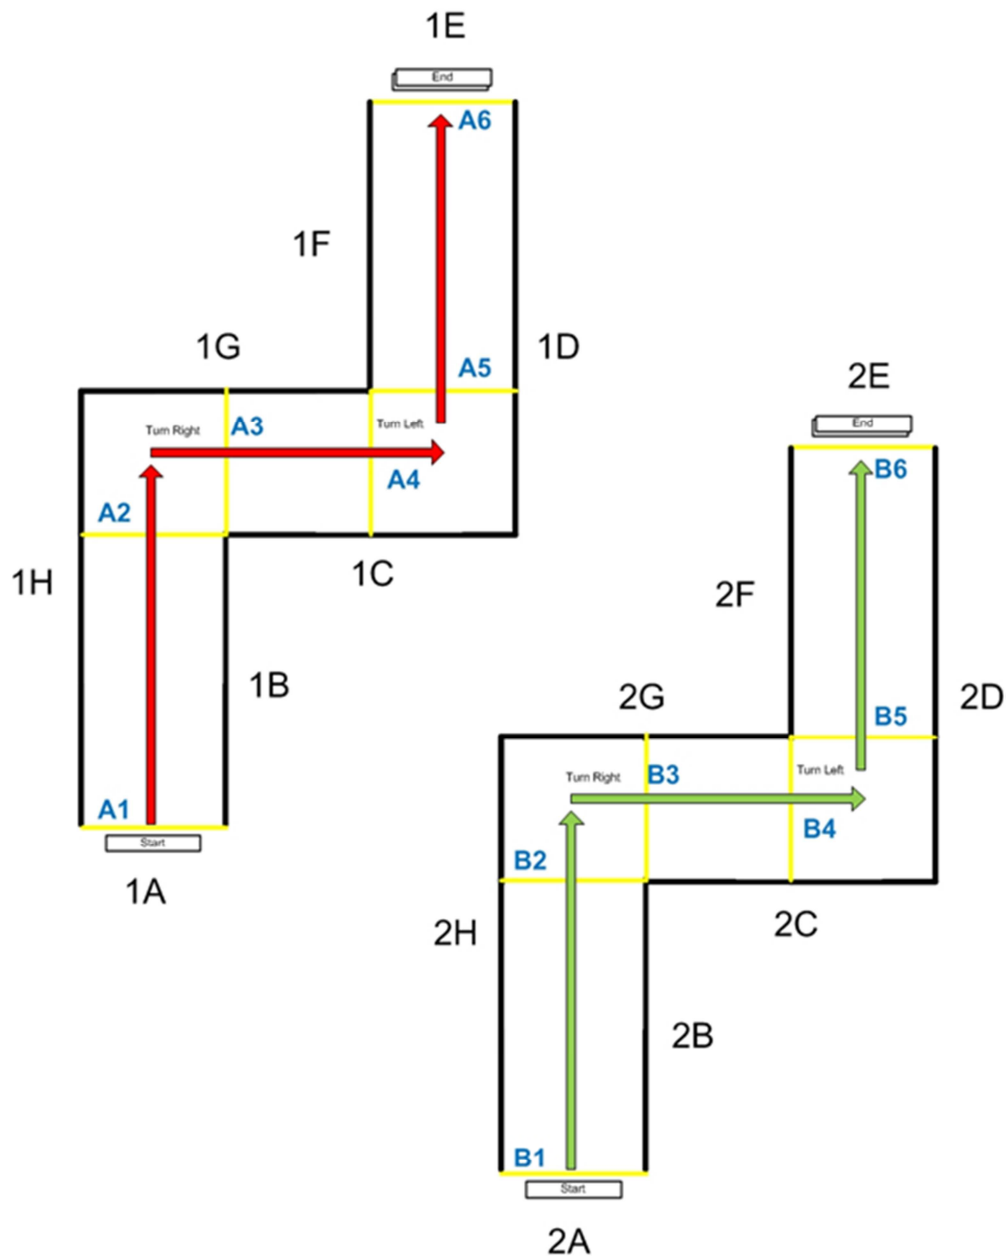 1E
End
A6
1F
1G
1D
A5
2E
Turn Right
A3
Turn Left
End
A4
B6
A2
1H
1C
2F
1B
2G
2D
B5
Turn Right
B3
Turn Left
A1
B4
Start
B2
1A
2H
2C
2B
B1
Start
2A